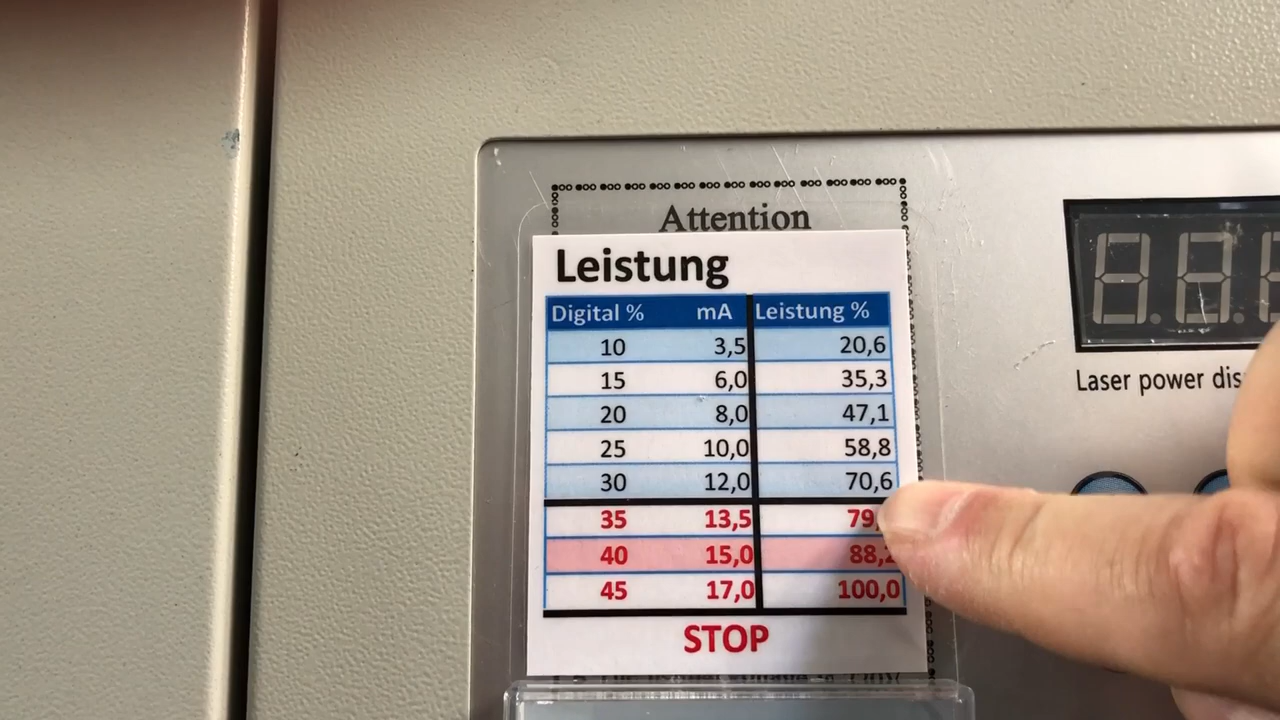 Attention
Leistung
Digital % mA Leistung %
10 3,5 20,6
15 6,0 35,3
20 8,0 47,1
25 10,0 58,8
30 12,0 70,6
35 13,5
40 15,0 88,2
45 17,0 100,0
STOP
Laser power